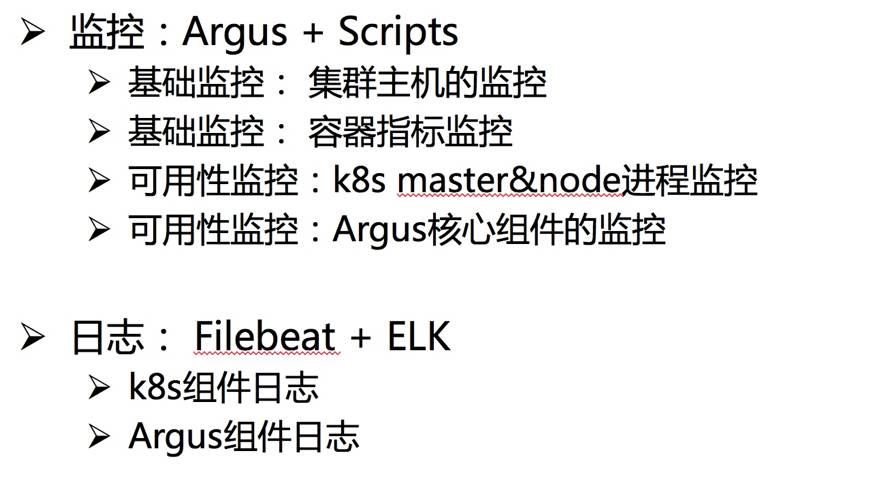 ➢ 监控：Argus + Scripts
➢ 基础监控： 集群主机的监控
➢ 基础监控： 容器指标监控
➢ 可用性监控：k8s master&node进程监控
➢ 可用性监控：Argus核心组件的监控
➢ 日志： Filebeat + ELK
➢ k8s组件日志
➢ Argus组件日志